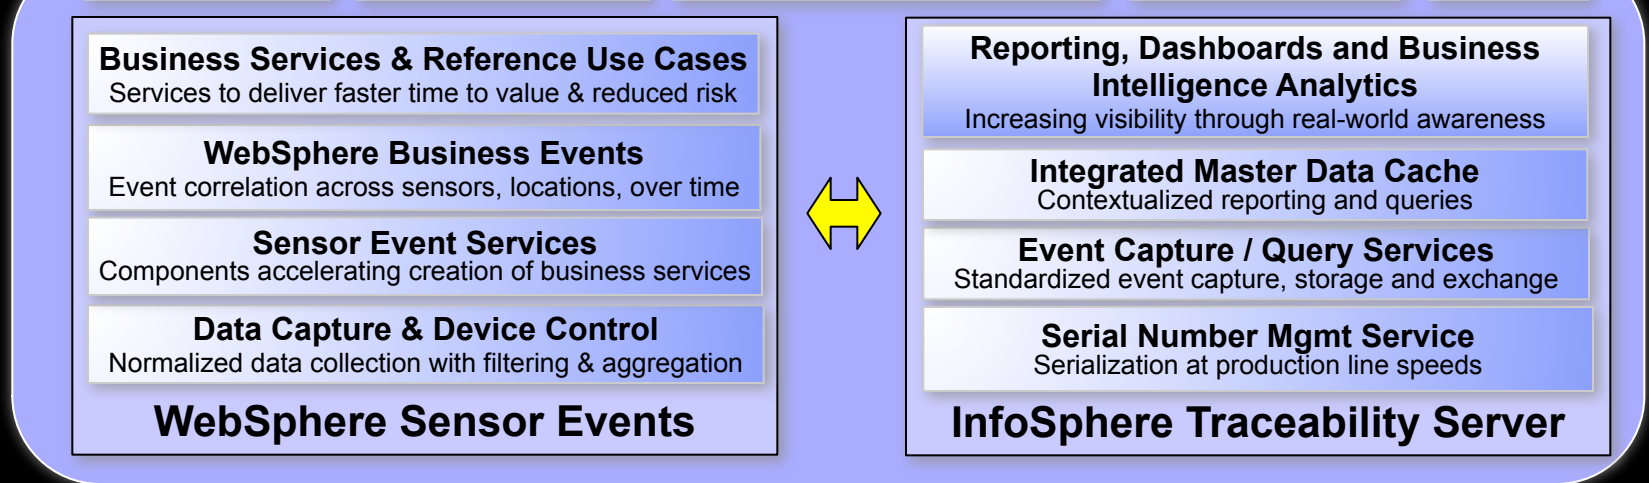 Business Services & Reference Use Cases
Services to deliver faster time to value & reduced risk
WebSphere Business Events
Event correlation across sensors, locations, over time
Sensor Event Services
Components accelerating creation of business services
Data Capture & Device Control
Normalized data collection with filtering & aggregation
WebSphere Sensor Events
Reporting, Dashboards and Business
Intelligence Analytics
Increasing visibility through real-world awareness
Integrated Master Data Cache
Contextualized reporting and queries
Event Capture / Query Services
Standardized event capture, storage and exchange
Serial Number Mgmt Service
Serialization at production line speeds
InfoSphere Traceability Server